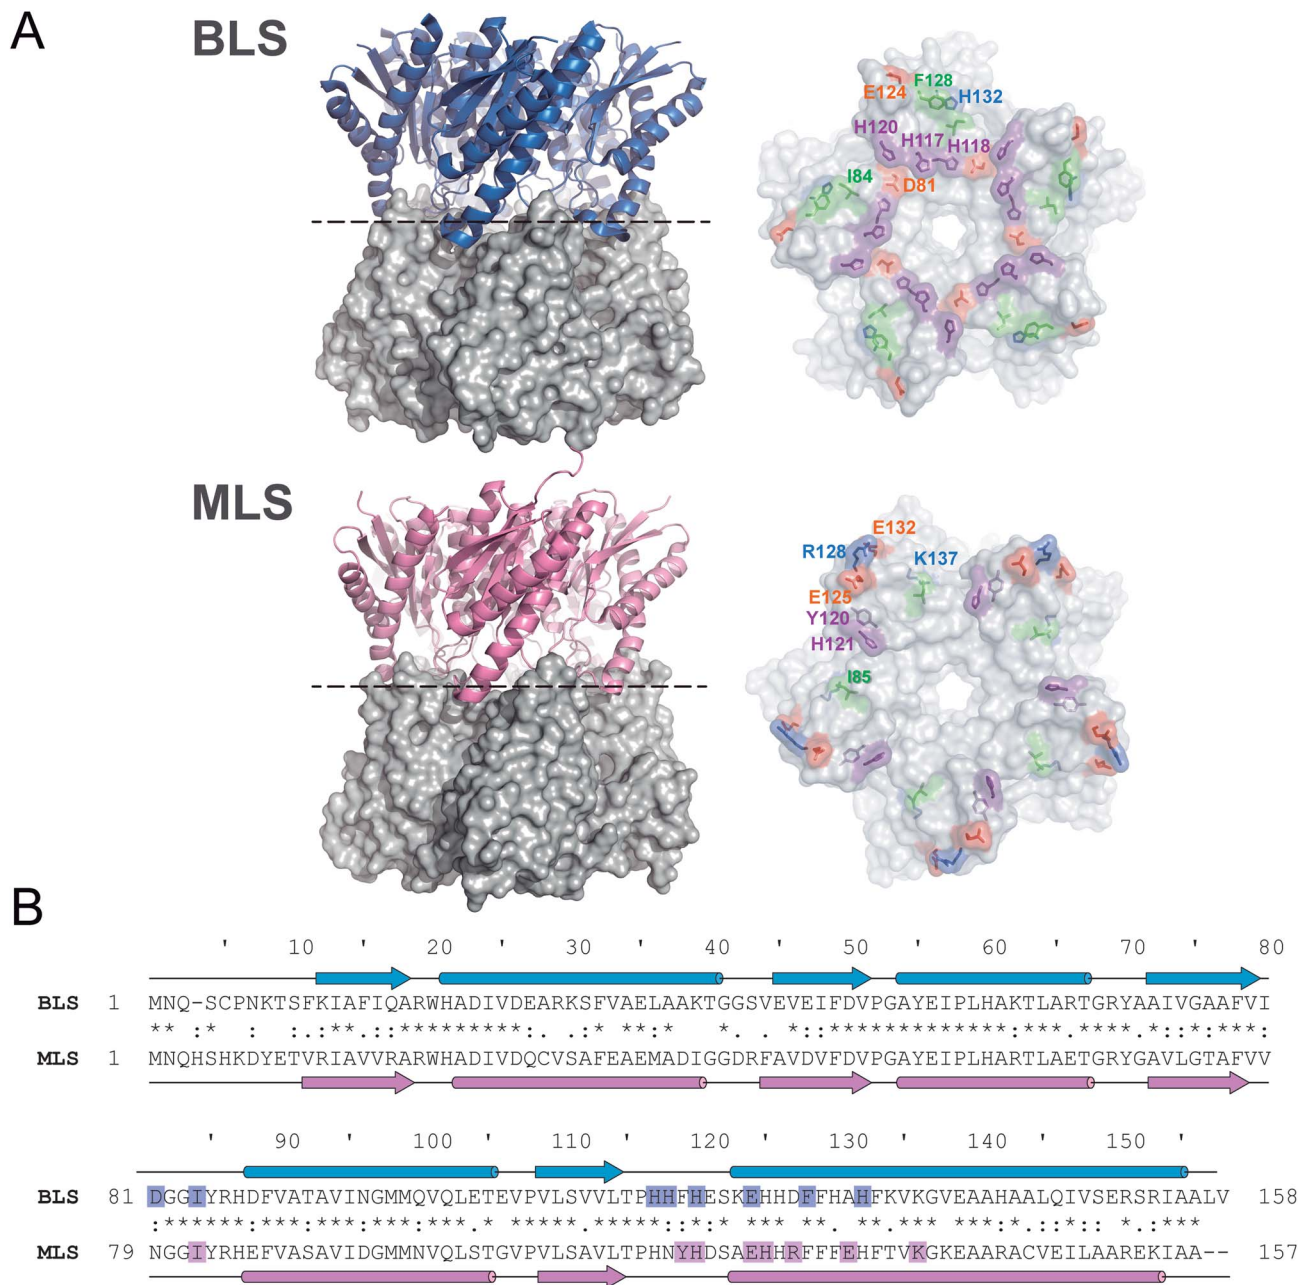 A
BLS
E124
F128
H132
H120
H117
H118
I84
D81
MLS
E132
R128
K137
E125
Y120
H121
I85
B
' 10 ' 20 ' 30 ' 40 ' 50 ' 60 ' 70 ' 80
BLS 1 MNQ-SCPNKTSFKIAFIQARWHADIVDEARKSFVAELAAKTGGSVEVEIFDVPGAYEIPLHAKTLARTGRYAAIVGAAFVI
** :* : :.: ** :: *********:. .:* ** * *. * ::**************:***.****.*:::*:****:
MLS 1 MNQHSHKDYETVRIAVVRARWHADIVDQCVSAFEAEMADIGGDRFAVDVFDVPGAYEIPLHARTLAETGRYGAVLGTAFVV
' 90 ' 100 ' 110 ' 120 ' 130 ' 140 ' 150 '
BLS 81 DGGIYRHDFVATAVINGMMQVQLETEVPVLSVVLTPHHFHESKEHHDFFHAHFKVKGVEAAHAALQIVSERSRIAALV 158
:******:***:***.****.***.* *****.*****::*:* *** **. ** * ** ***:**.*:::** *.:****
MLS 79 NGGIYRHEFVASAVIDGMMNVQLSTGVPVLSAVLTPHNYHDSAEHHRFFFEHFTVKGKEAARACVEILAAREKIAA-- 157